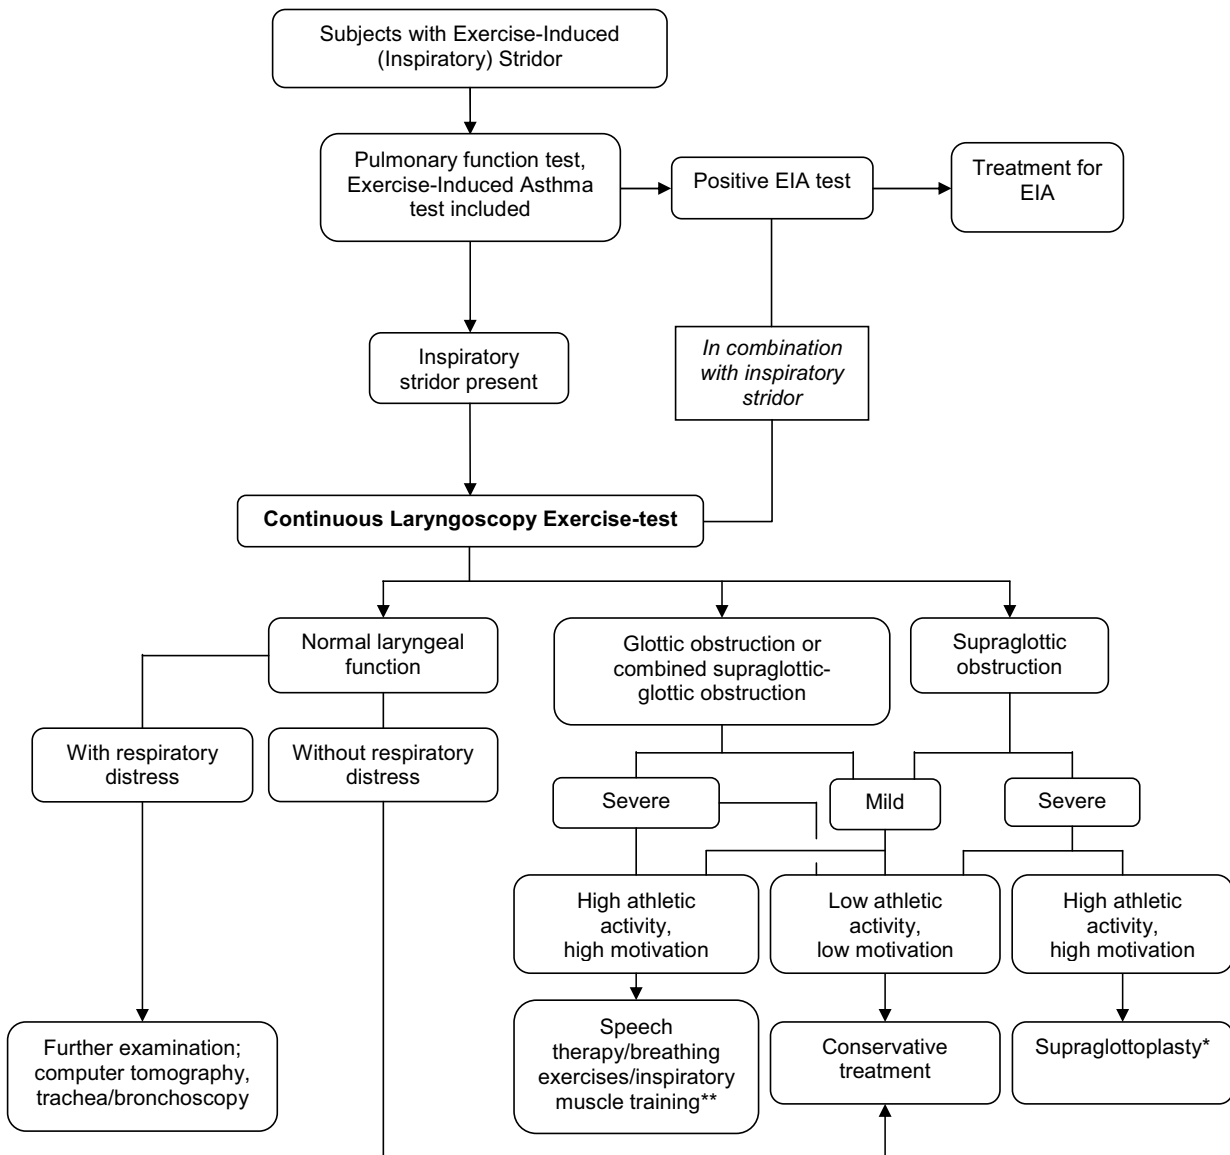 Subjects with Exercise-Induced
(Inspiratory) Stridor
Pulmonary function test,
Exercise-Induced Asthma
test included
Positive EIA test
Treatment for
EIA
Inspiratory
stridor present
In combination
with inspiratory
stridor
Continuous Laryngoscopy Exercise-test
Normal laryngeal
function
Glottic obstruction or
combined supraglottic-
glottic obstruction
Supraglottic
obstruction
With respiratory
distress
Without respiratory
distress
Severe
Mild
Severe
High athletic
activity,
high motivation
Low athletic
activity,
low motivation
High athletic
activity,
high motivation
Further examination;
computer tomography,
trachea/bronchoscopy
Speech
therapy/breathing
exercises/inspiratory
muscle training**
Conservative
treatment
Supraglottoplasty*